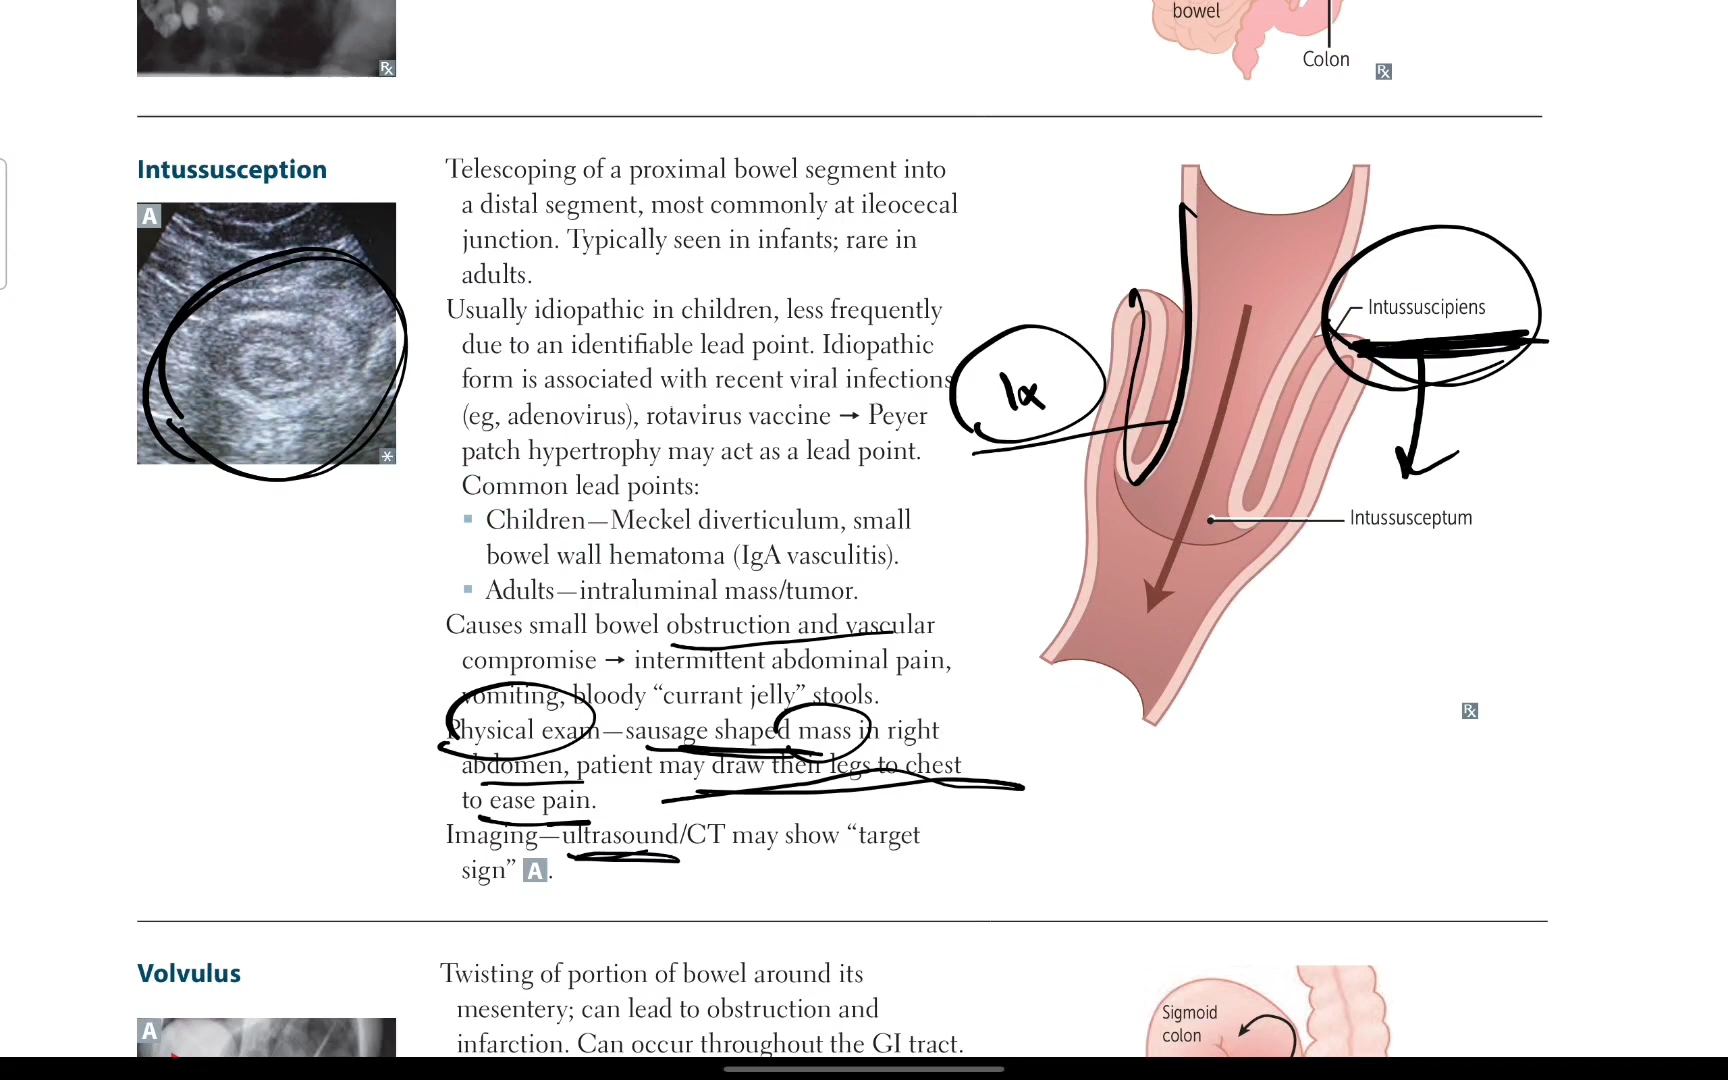 bowel
Colon
Rx
Rx
Intussusception
A
Telescoping of a proximal bowel segment into
a distal segment, most commonly at ileocecal
junction. Typically seen in infants; rare in
adults.
Usually idiopathic in children, less frequently
due to an identifiable lead point. Idiopathic
form is associated with recent viral infections
(eg, adenovirus), rotavirus vaccine → Peyer
patch hypertrophy may act as a lead point.
Common lead points:
▪ Children—Meckel diverticulum, small
bowel wall hematoma (IgA vasculitis).
▪ Adults—intraluminal mass/tumor.
Causes small bowel obstruction and vascular
compromise → intermittent abdominal pain,
vomiting, bloody “currant jelly” stools.
Physical exam—sausage shaped mass in right
abdomen, patient may draw their legs to chest
to ease pain.
Imaging—ultrasound/CT may show “target
sign” A.
Intussuscipiens
Intussusceptum
Rx
Volvulus
A
Twisting of portion of bowel around its
mesentery; can lead to obstruction and
infarction. Can occur throughout the GI tract.
Sigmoid
colon